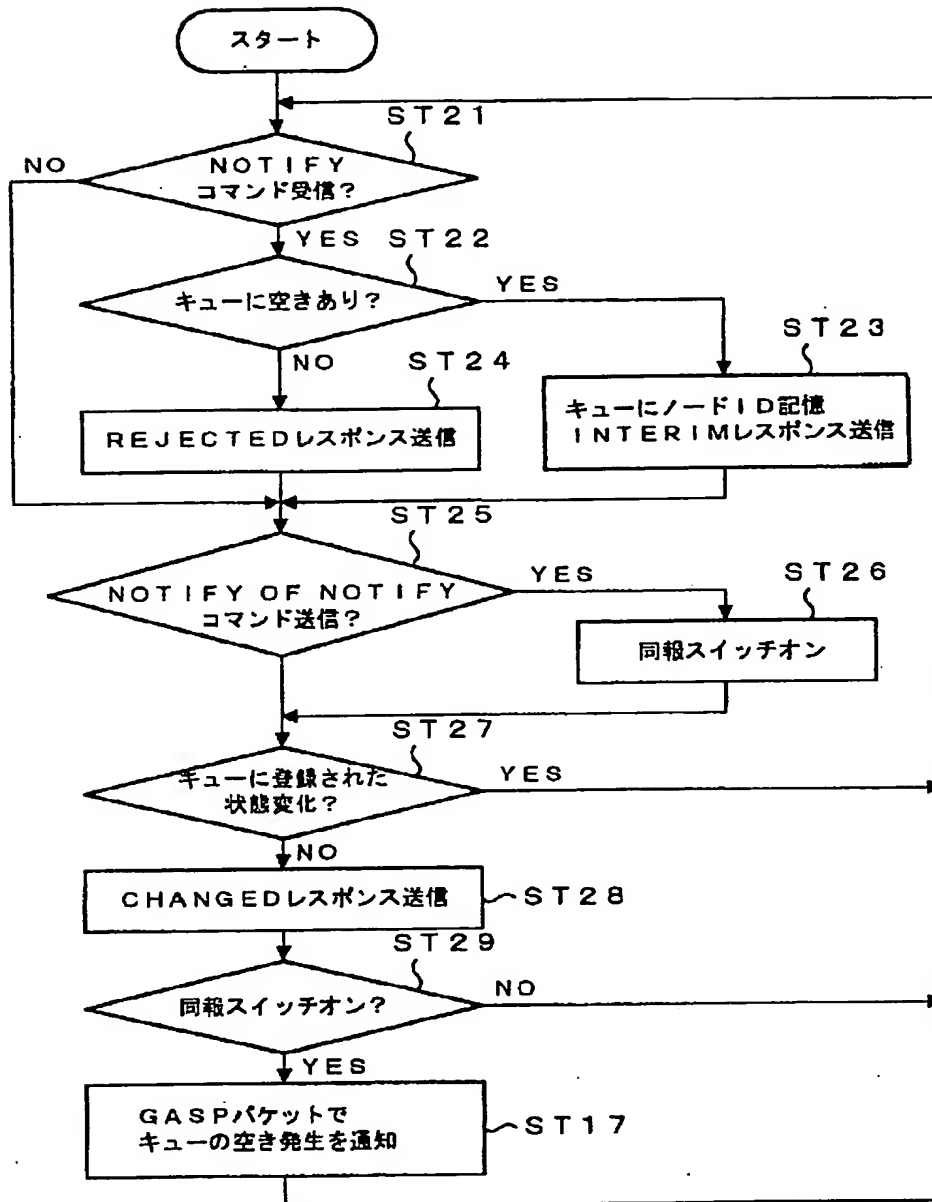 スタート
ST21
NO
NOTIFY
コマンド受信?
YES
ST22
キューに空きあり?
YES
ST23
NO
ST24
キューにノードID記憶
INTERIMレスポンス送信
REJECTEDレスポンス送信
ST25
NOTIFY OF NOTIFY
コマンド送信?
YES
ST26
同報スイッチオン
ST27
キューに登録された
状態変化?
YES
NO
CHANGEDレスポンス送信
ST28
ST29
同報スイッチオン?
NO
YES
GASPパケットで
キューの空き発生を通知
ST17